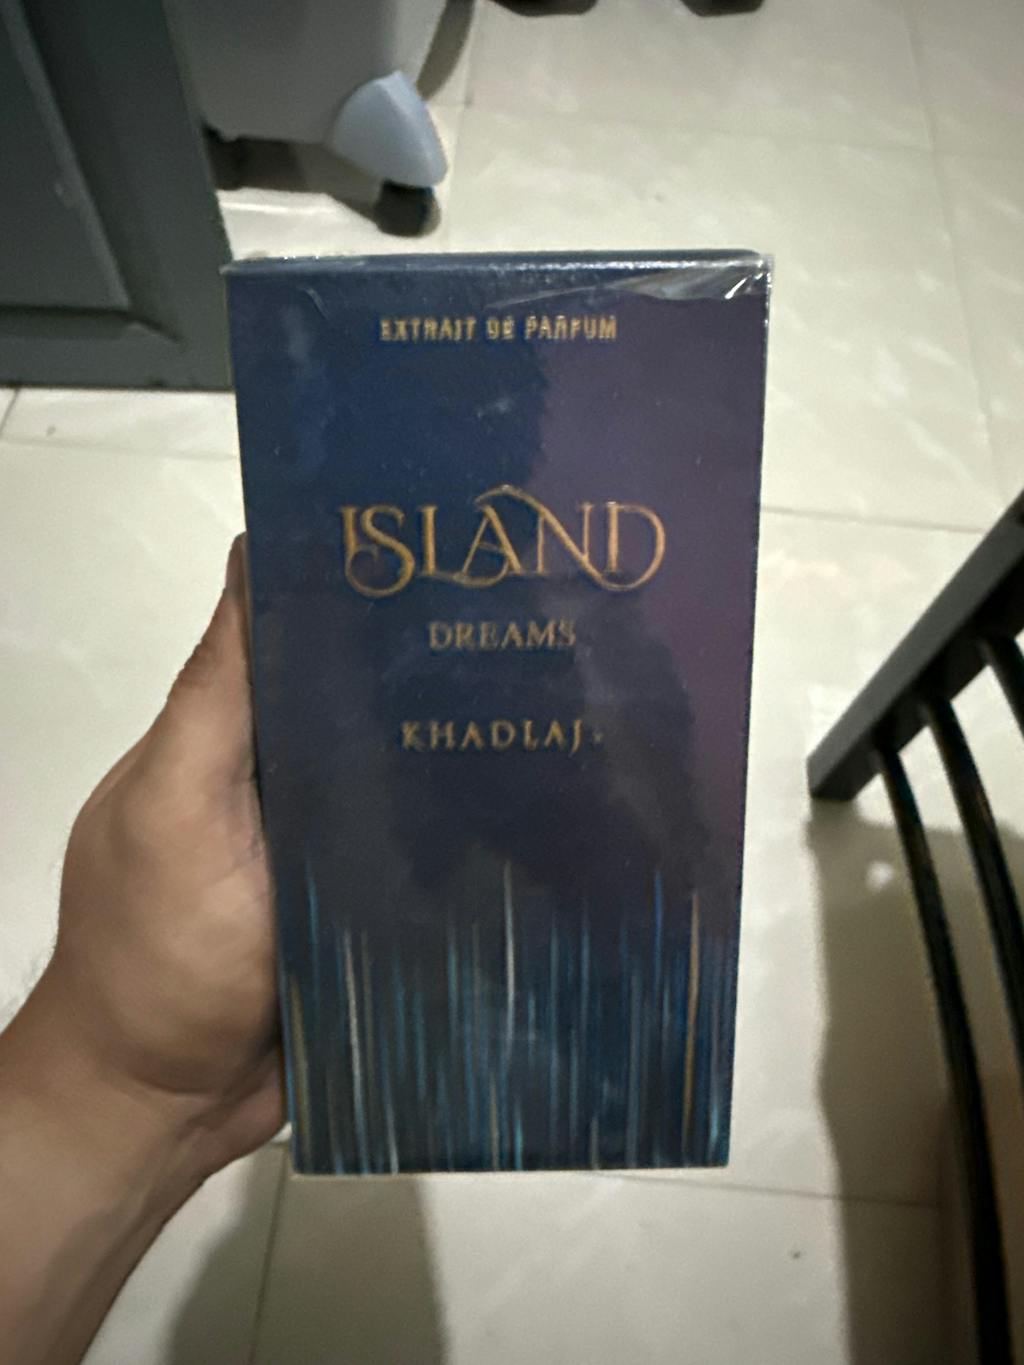 EXTRAIT DE PARFUM
ISLAND
DREAMS
KHADLAJ